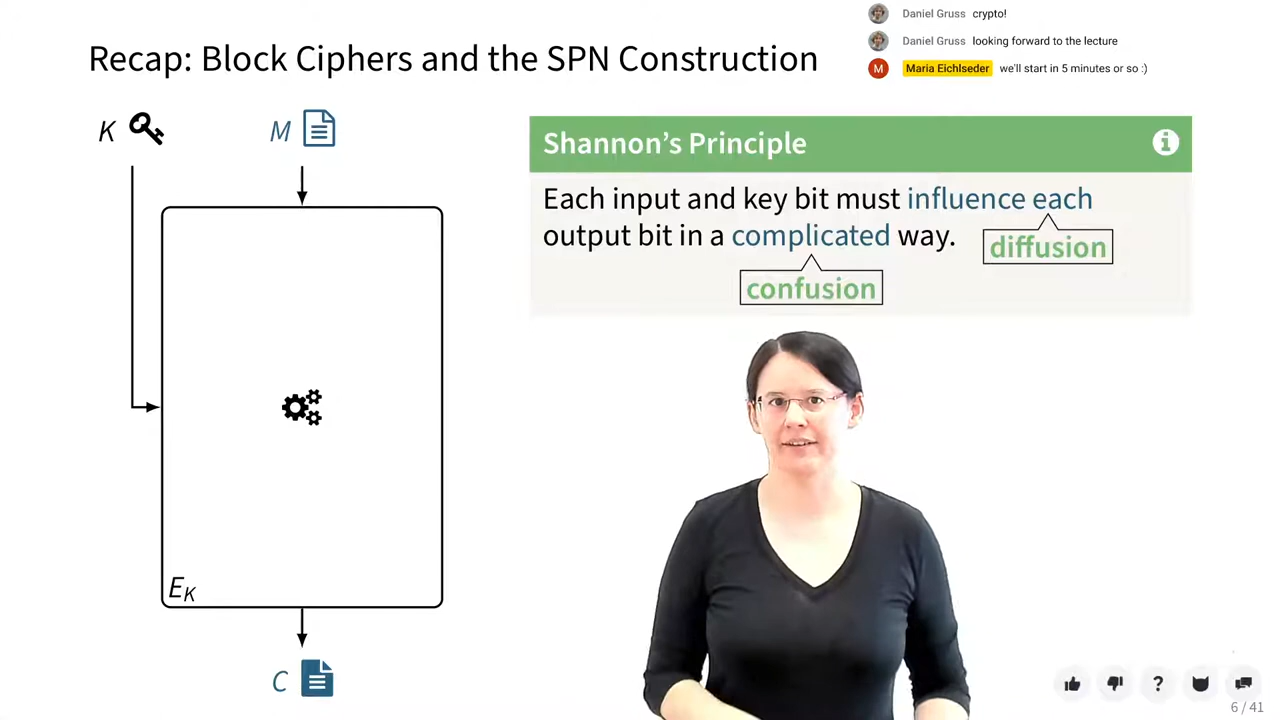 Recap: Block Ciphers and the SPN Construction
Daniel Gruss crypto!
Daniel Gruss looking forward to the lecture
M Maria Eichlseder we'll start in 5 minutes or so :)
K
M
Shannon's Principle
Each input and key bit must influence each
output bit in a complicated way.
diffusion
confusion
E_K
C
?
6 / 41